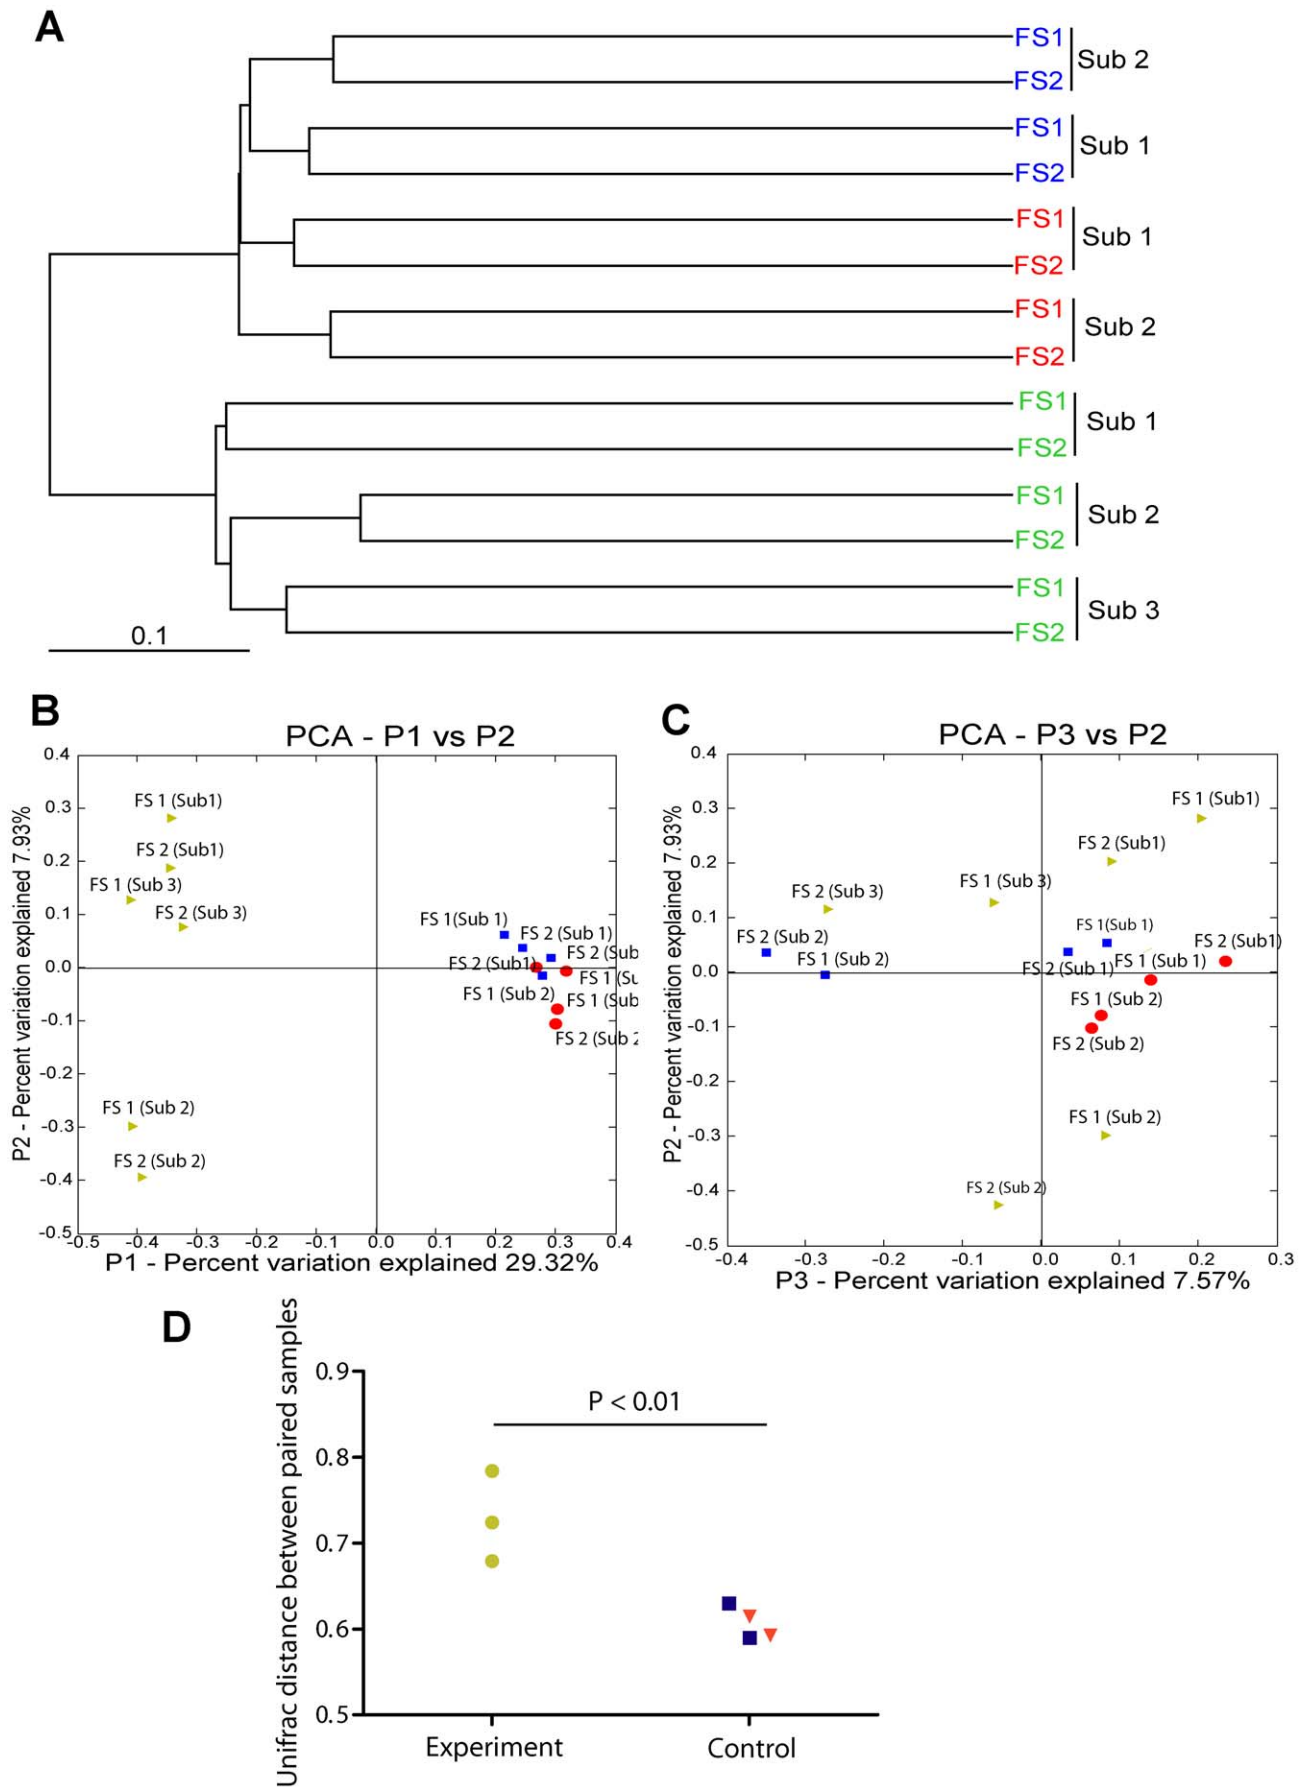 A
FS1
FS2
Sub 2
FS1
FS2
Sub 1
FS1
FS2
Sub 1
FS1
FS2
Sub 2
FS1
FS2
Sub 1
FS1
FS2
Sub 2
FS1
FS2
Sub 3
0.1
B
PCA - P1 vs P2
P2 - Percent variation explained 7.93%
0.4
0.3
0.2
0.1
0.0
-0.1
-0.2
-0.3
-0.4
-0.5
FS 1 (Sub1)
FS 2 (Sub1)
FS 1 (Sub 3)
FS 2 (Sub 3)
FS 1(Sub 1)
FS 2 (Sub 1)
FS 2 (Sub
FS 2 (Sub1)
FS 1 (Su
FS 1 (Sub 2)
FS 1 (Sub
FS 2 (Sub 2
FS 1 (Sub 2)
FS 2 (Sub 2)
-0.5 -0.4 -0.3 -0.2 -0.1 0.0 0.1 0.2 0.3 0.4
P1 - Percent variation explained 29.32%
C
PCA - P3 vs P2
P2 - Percent variation explained 7.93%
0.4
0.3
0.2
0.1
0.0
-0.1
-0.2
-0.3
-0.4
-0.5
FS 1 (Sub1)
FS 2 (Sub1)
FS 1 (Sub 3)
FS 2 (Sub 3)
FS 1(Sub 1)
FS 2 (Sub 2)
FS 2 (Sub1)
FS 1 (Sub 2)
FS 1 (Sub 1)
FS 2 (Sub 1)
FS 1 (Sub 2)
FS 2 (Sub 2)
FS 1 (Sub 2)
FS 2 (Sub 2)
-0.4 -0.3 -0.2 -0.1 0.0 0.1 0.2 0.3
P3 - Percent variation explained 7.57%
D
Unifrac distance between paired samples
0.9
0.8
0.7
0.6
0.5
P < 0.01
Experiment
Control